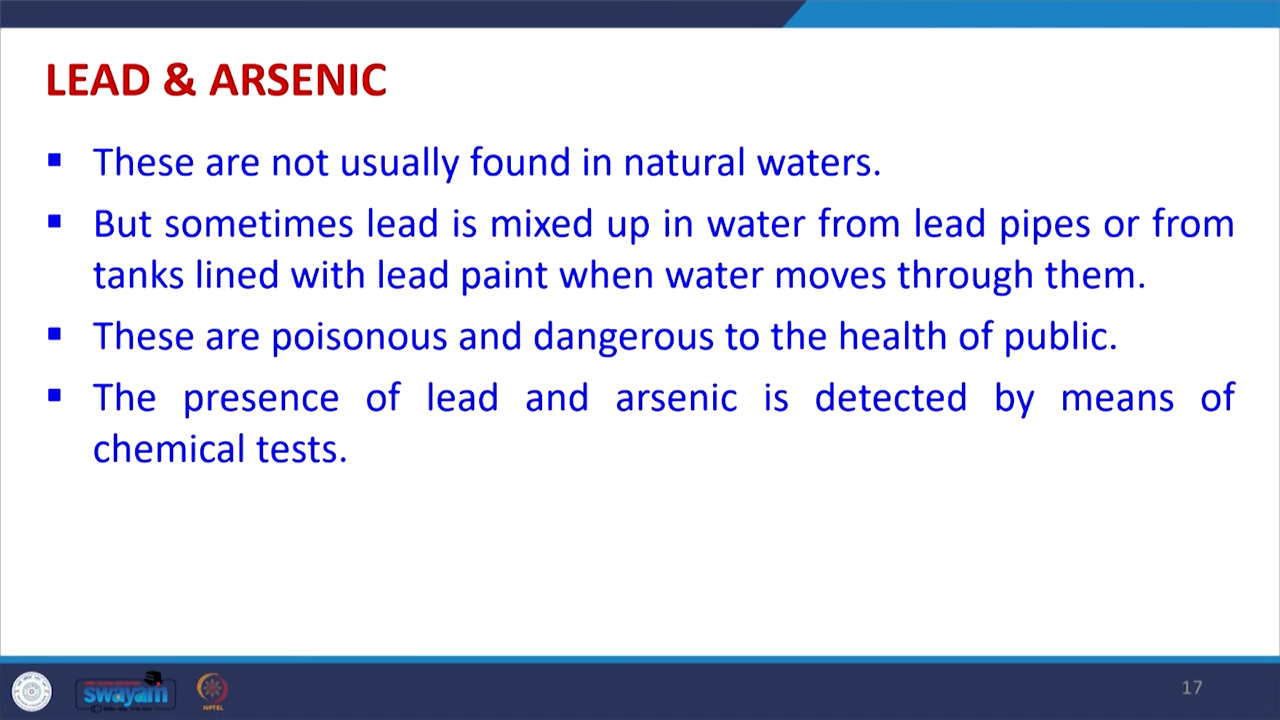 LEAD & ARSENIC
▪ These are not usually found in natural waters.
▪ But sometimes lead is mixed up in water from lead pipes or from
tanks lined with lead paint when water moves through them.
▪ These are poisonous and dangerous to the health of public.
▪ The presence of lead and arsenic is detected by means of
chemical tests.
swayam
NPTEL
17